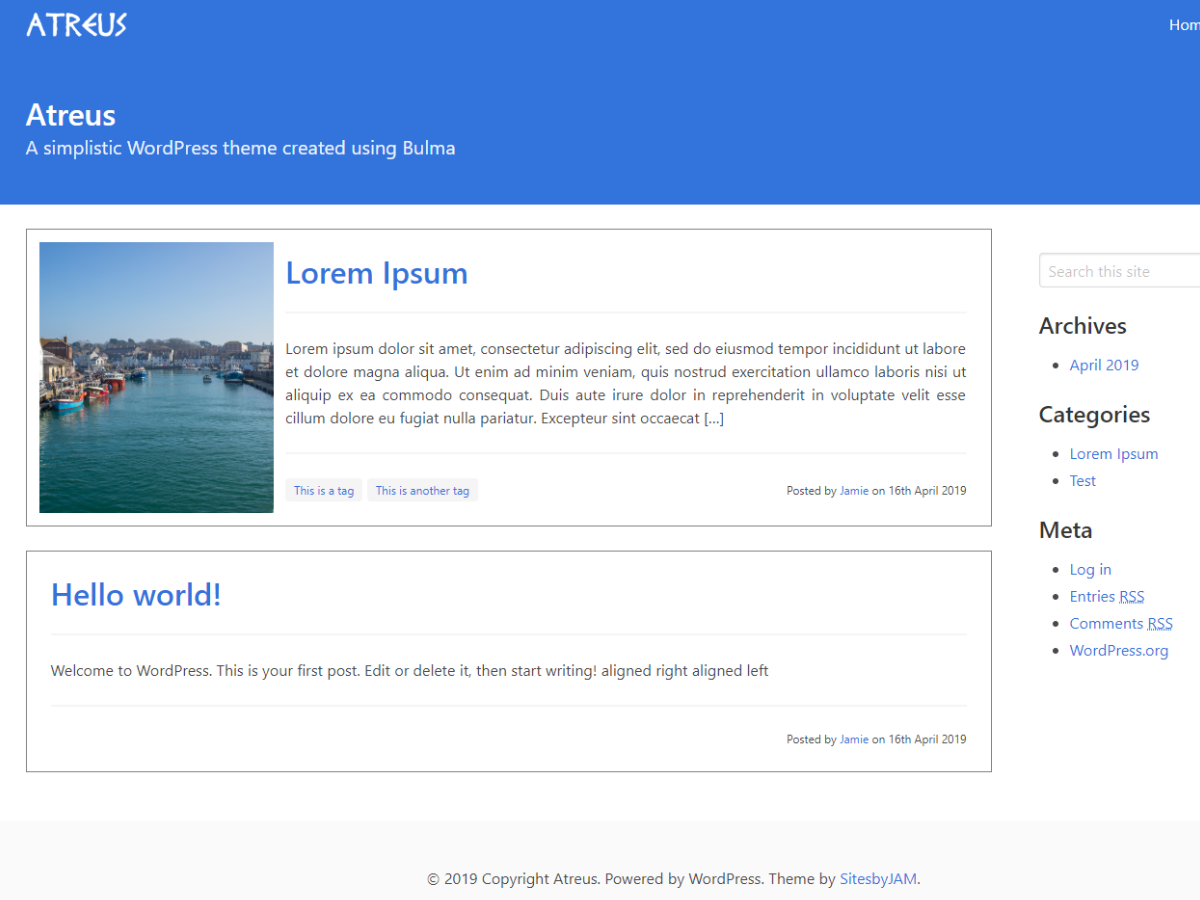 ATREUS
Hom
Atreus
A simplistic WordPress theme created using Bulma
Lorem Ipsum
Lorem ipsum dolor sit amet, consectetur adipiscing elit, sed do eiusmod tempor incididunt ut labore
et dolore magna aliqua. Ut enim ad minim veniam, quis nostrud exercitation ullamco laboris nisi ut
aliquip ex ea commodo consequat. Duis aute irure dolor in reprehenderit in voluptate velit esse
cillum dolore eu fugiat nulla pariatur. Excepteur sint occaecat [...]
This is a tag This is another tag
Posted by Jamie on 16th April 2019
Hello world!
Welcome to WordPress. This is your first post. Edit or delete it, then start writing! aligned right aligned left
Posted by Jamie on 16th April 2019
Search this site
Archives
April 2019
Categories
Lorem Ipsum
Test
Meta
Log in
Entries RSS
Comments RSS
WordPress.org
© 2019 Copyright Atreus. Powered by WordPress. Theme by SitesbyJAM.